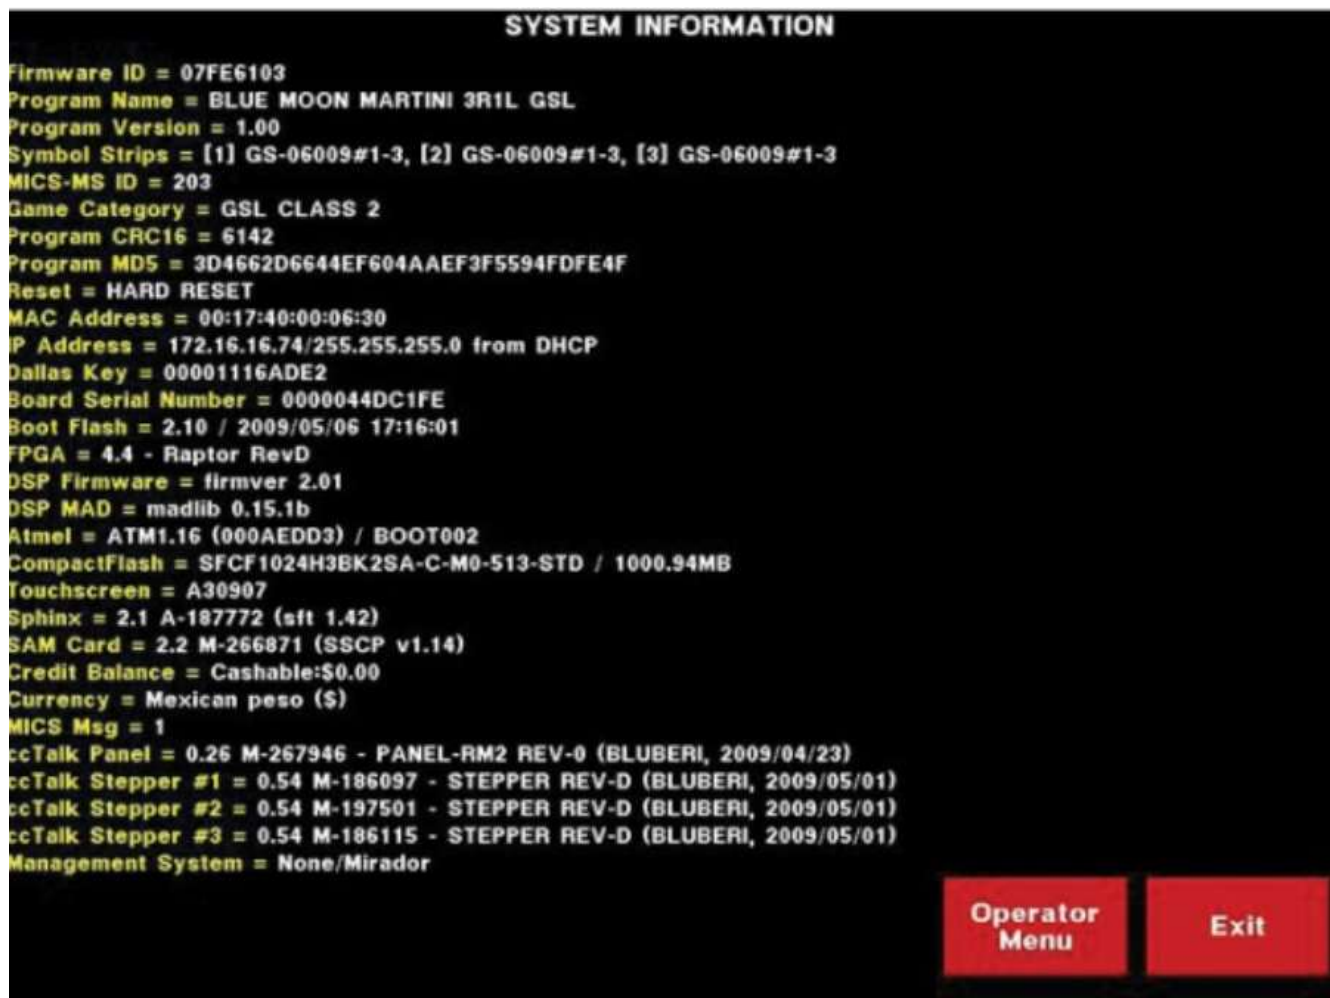 SYSTEM INFORMATION
Firmware ID = 07FE6103
Program Name = BLUE MOON MARTINI 3R1L GSL
Program Version = 1.00
Symbol Strips = [1] GS-06009#1-3, [2] GS-06009#1-3, [3] GS-06009#1-3
MICS-MS ID = 203
Game Category = GSL CLASS 2
Program CRC16 = 6142
Program MD5 = 3D4662D6644EF604AAEF3F5594FDFE4F
Reset = HARD RESET
MAC Address = 00:17:40:00:06:30
IP Address = 172.16.16.74/255.255.255.0 from DHCP
Dallas Key = 00001116ADE2
Board Serial Number = 0000044DC1FE
Boot Flash = 2.10 / 2009/05/06 17:16:01
FPGA = 4.4 - Raptor RevD
DSP Firmware = firmver 2.01
DSP MAD = madlib 0.15.1b
Atmel = ATM1.16 (000AEDD3) / BOOT002
CompactFlash = SFCF1024H3BK2SA-C-M0-513-STD / 1000.94MB
Touchscreen = A30907
Sphinx = 2.1 A-187772 (sft 1.42)
SAM Card = 2.2 M-266871 (SSCP v1.14)
Credit Balance = Cashable:$0.00
Currency = Mexican peso ($)
MICS Msg = 1
ccTalk Panel = 0.26 M-267946 - PANEL-RM2 REV-0 (BLUBERI, 2009/04/23)
ccTalk Stepper #1 = 0.54 M-186097 - STEPPER REV-D (BLUBERI, 2009/05/01)
ccTalk Stepper #2 = 0.54 M-197501 - STEPPER REV-D (BLUBERI, 2009/05/01)
ccTalk Stepper #3 = 0.54 M-186115 - STEPPER REV-D (BLUBERI, 2009/05/01)
Management System = None/Mirador
Operator
Menu
Exit